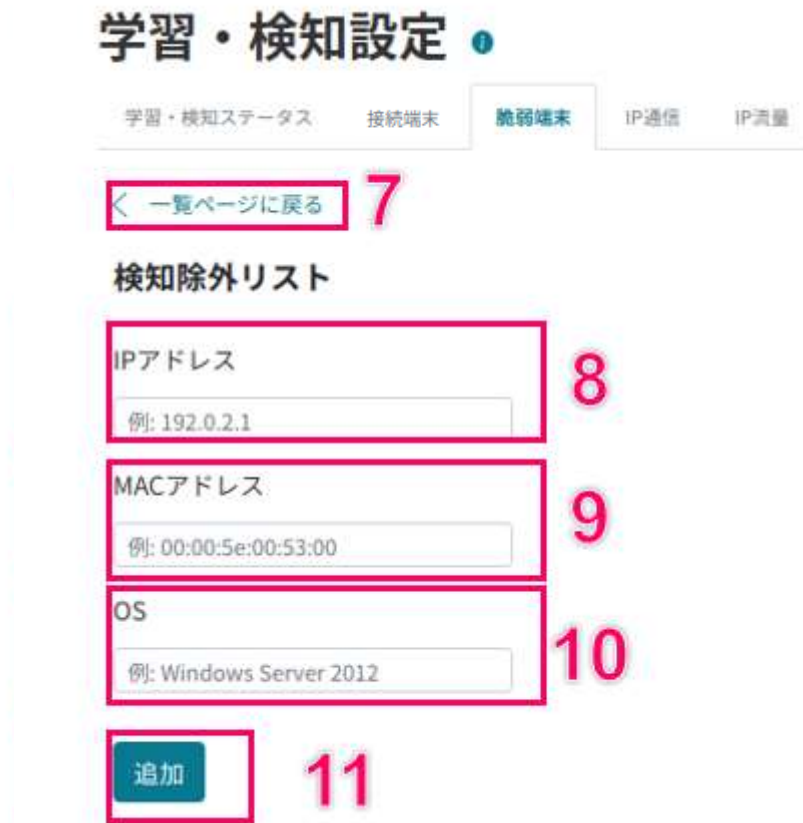 学習・検知設定
学習・検知ステータス 接続端末 脆弱端末 IP通信 IP流量
一覧ページに戻る 7
検知除外リスト
IPアドレス
8
例: 192.0.2.1
MACアドレス
9
例: 00:00:5e:00:53:00
OS
10
例: Windows Server 2012
追加 11